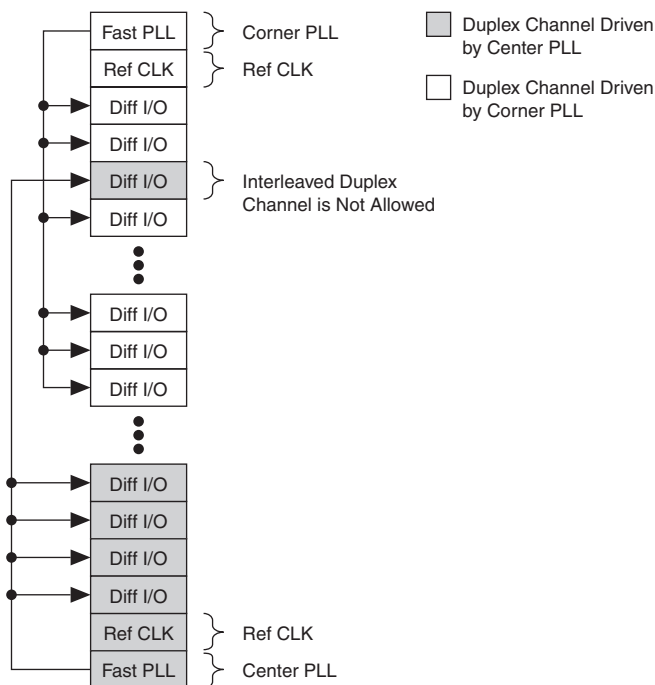 Fast PLL
Corner PLL
Duplex Channel Driven
by Center PLL
Ref CLK
Ref CLK
Duplex Channel Driven
by Corner PLL
Diff I/O
Diff I/O
Diff I/O
Interleaved Duplex
Channel is Not Allowed
Diff I/O
Diff I/O
Diff I/O
Diff I/O
Diff I/O
Diff I/O
Diff I/O
Diff I/O
Ref CLK
Ref CLK
Fast PLL
Center PLL